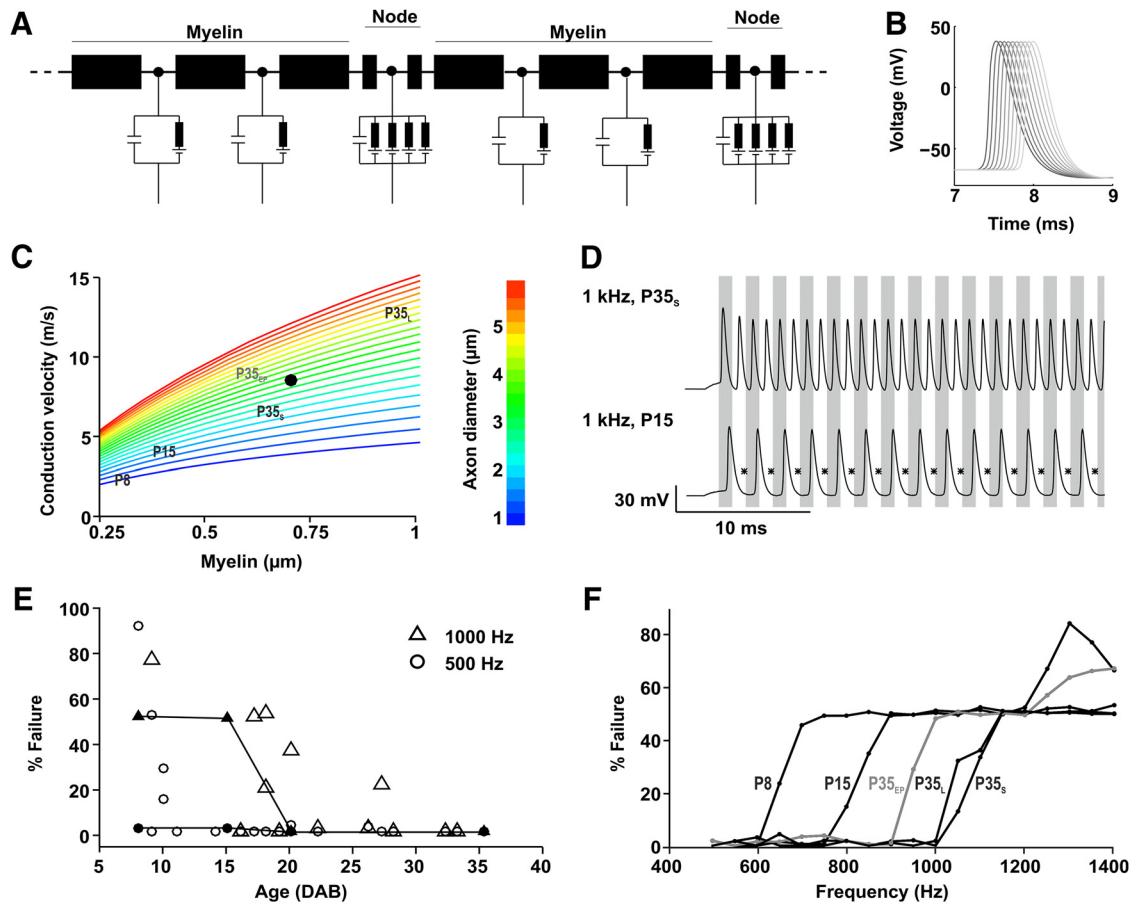 A
Myelin
Node
Myelin
Node
B
Voltage (mV)
50
0
−50
7
8
9
Time (ms)
C
Conduction velocity (m/s)
15
10
5
0
0.25
0.5
0.75
1
Myelin (µm)
P8
P15
P35EP
P35S
P35L
Axon diameter (µm)
5
4
3
2
1
D
1 kHz, P35S
1 kHz, P15
* * * * * * * * * * * * * *
30 mV
10 ms
E
% Failure
100
80
60
40
20
0
5
10
15
20
25
30
35
40
Age (DAB)
1000 Hz
500 Hz
F
% Failure
80
60
40
20
0
400
600
800
1000
1200
1400
Frequency (Hz)
P8
P15
P35EP
P35L
P35S